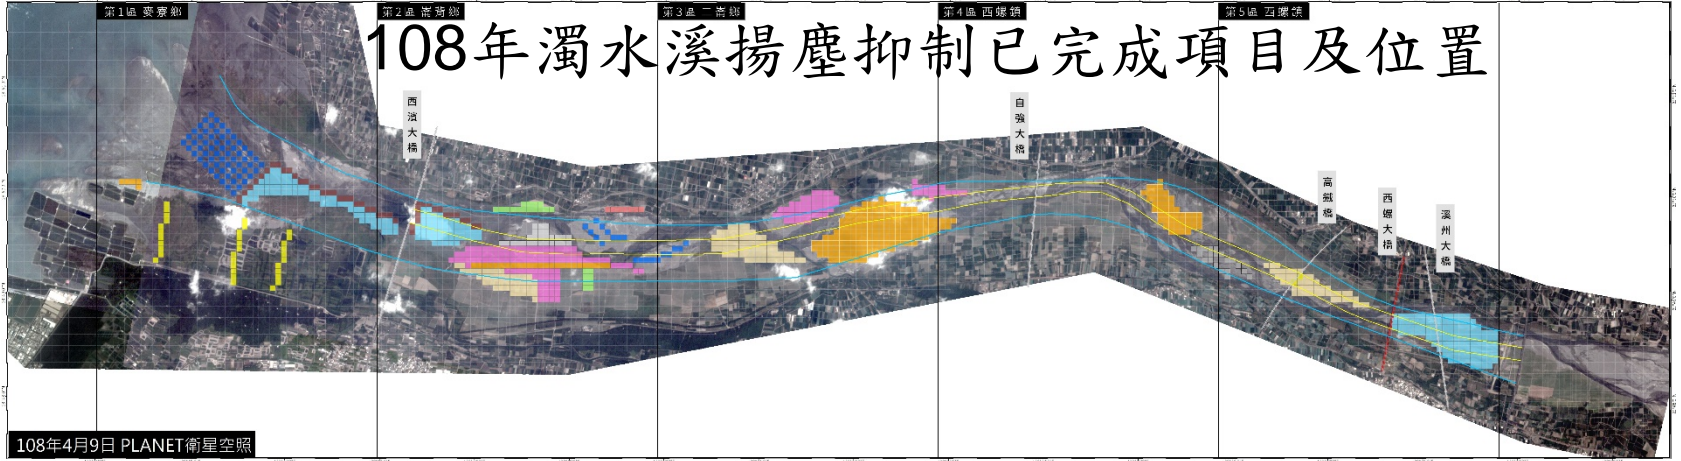 第1區 麥寮鄉
第2區 崙背鄉
第3區 二崙鄉
第4區 西螺鎮
第5區 西螺鎮
108年濁水溪揚塵抑制已完成項目及位置
西濱大橋
自強大橋
高鐵橋
西螺大橋
溪州大橋
108年4月9日 PLANET衛星空照